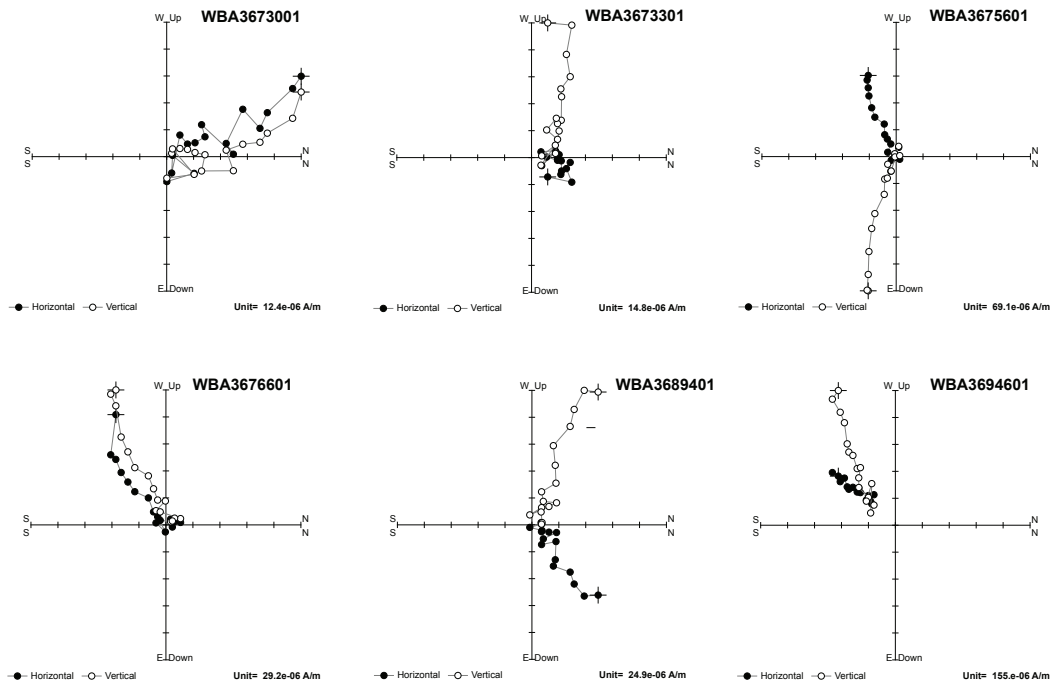 WBA3673001
W_Up
S
S
N
N
E_Down
Horizontal Vertical
Unit= 12.4e-06 A/m
WBA3673301
W_Up
S
S
N
N
E_Down
Horizontal Vertical
Unit= 14.8e-06 A/m
WBA3675601
W_Up
S
S
N
N
E_Down
Horizontal Vertical
Unit= 69.1e-06 A/m
WBA3676601
W_Up
S
S
N
N
E_Down
Horizontal Vertical
Unit= 29.2e-06 A/m
WBA3689401
W_Up
S
S
N
N
E_Down
Horizontal Vertical
Unit= 24.9e-06 A/m
WBA3694601
W_Up
S
S
N
N
E_Down
Horizontal Vertical
Unit= 155.e-06 A/m